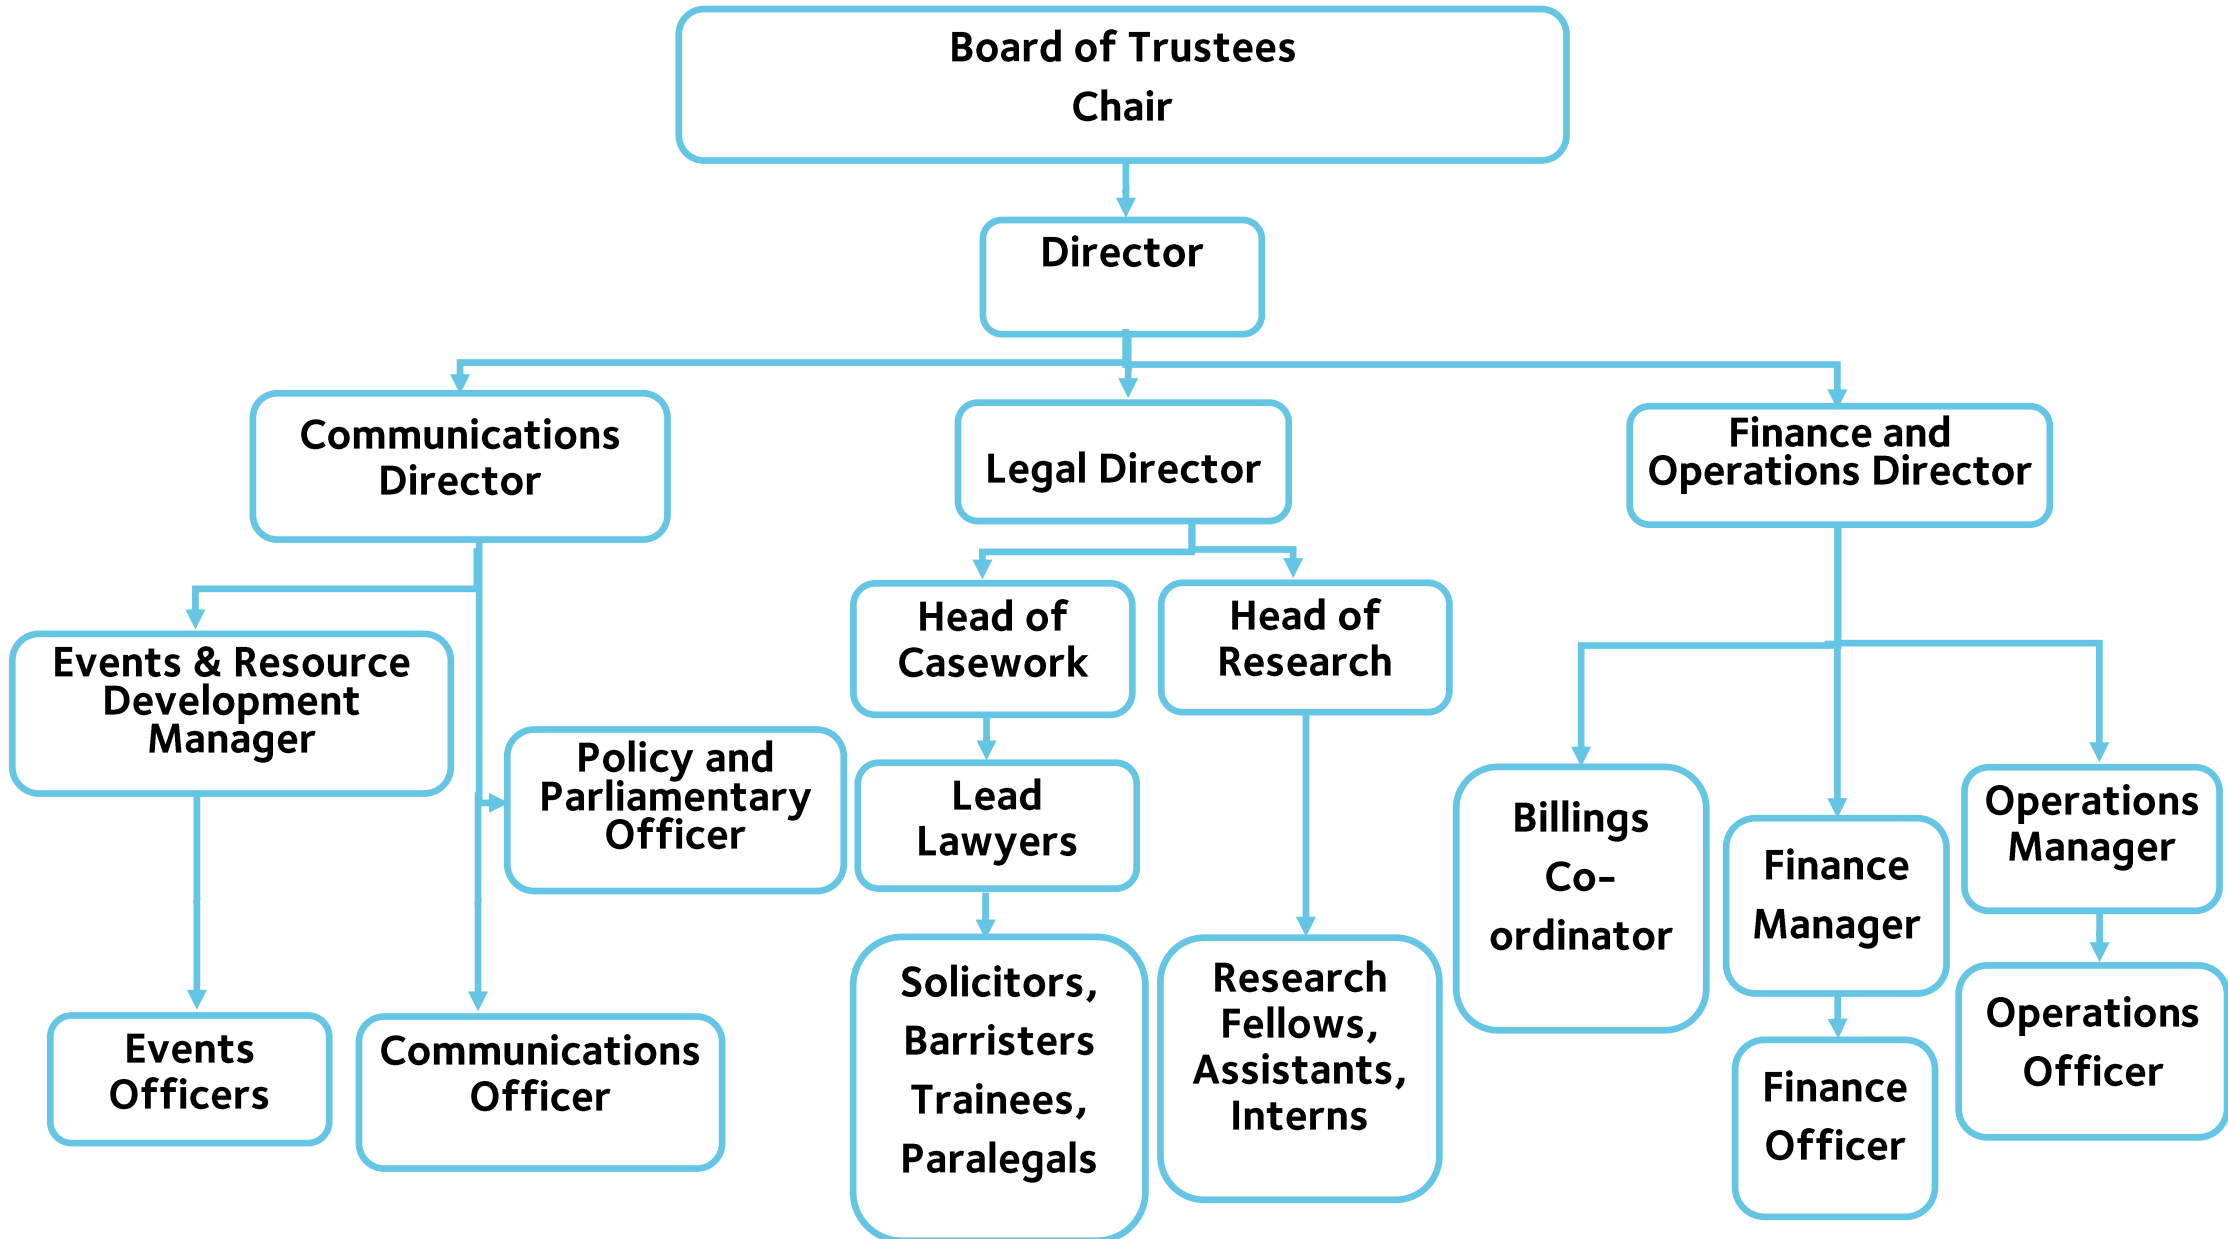 Board of Trustees
Chair
Director
Communications
Director
Legal Director
Finance and
Operations Director
Events & Resource
Development
Manager
Policy and
Parliamentary
Officer
Head of
Casework
Head of
Research
Lead
Lawyers
Billings
Co-
ordinator
Finance
Manager
Operations
Manager
Events
Officers
Communications
Officer
Solicitors,
Barristers
Trainees,
Paralegals
Research
Fellows,
Assistants,
Interns
Finance
Officer
Operations
Officer